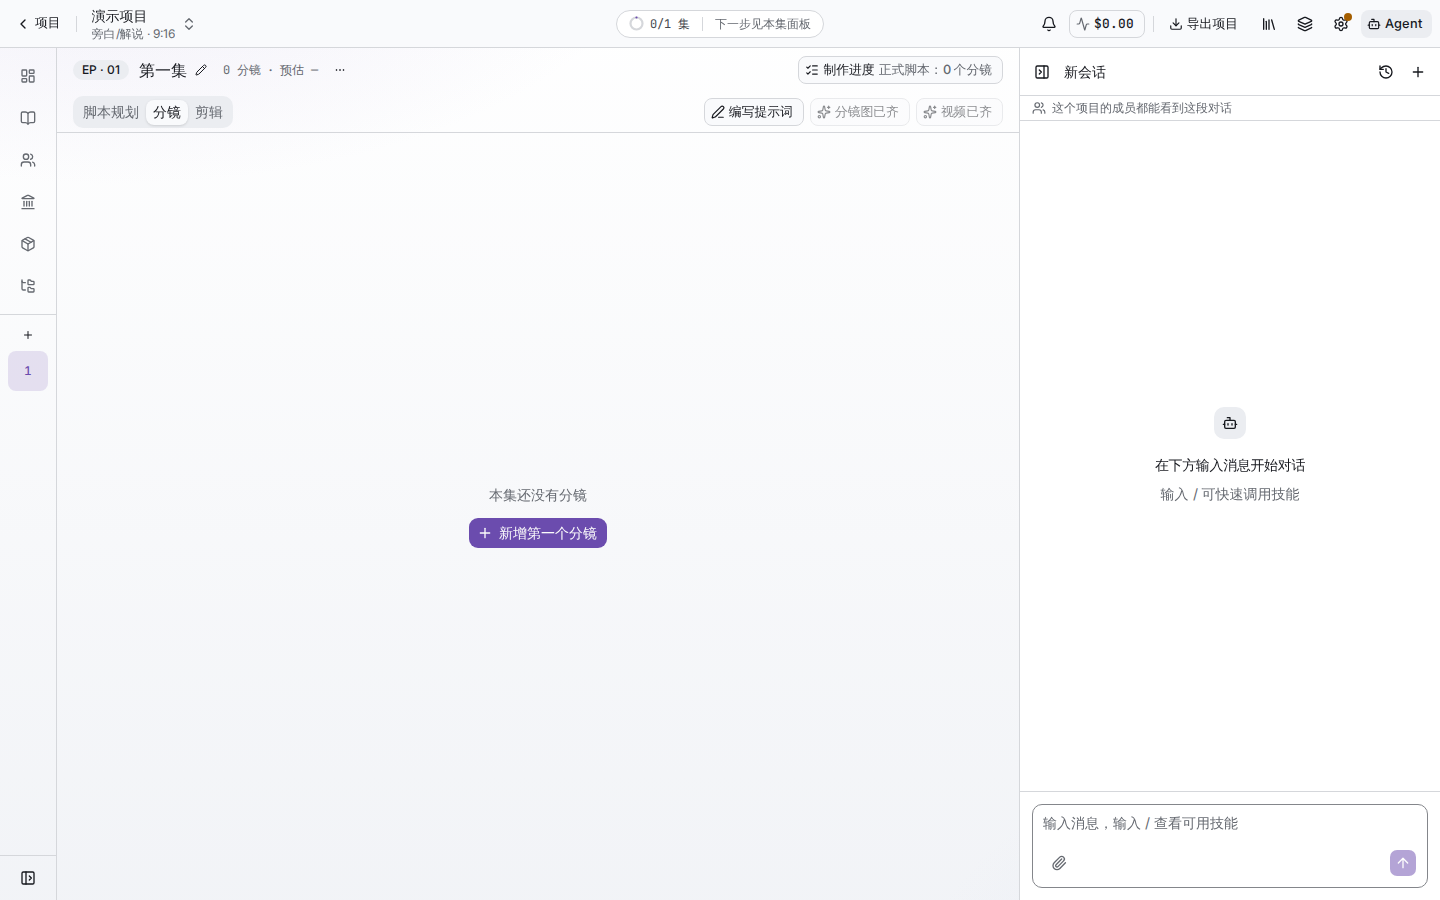 项目
演示项目
旁白/解说 · 9:16
0/1 集
下一步见本集面板
$0.00
导出项目
Agent
EP · 01
第一集
0 分镜 · 预估 —
···
制作进度 正式脚本：0 个分镜
脚本规划
分镜
剪辑
编写提示词
分镜图已齐
视频已齐
1
本集还没有分镜
新增第一个分镜
新会话
这个项目的成员都能看到这段对话
在下方输入消息开始对话
输入 / 可快速调用技能
输入消息，输入 / 查看可用技能